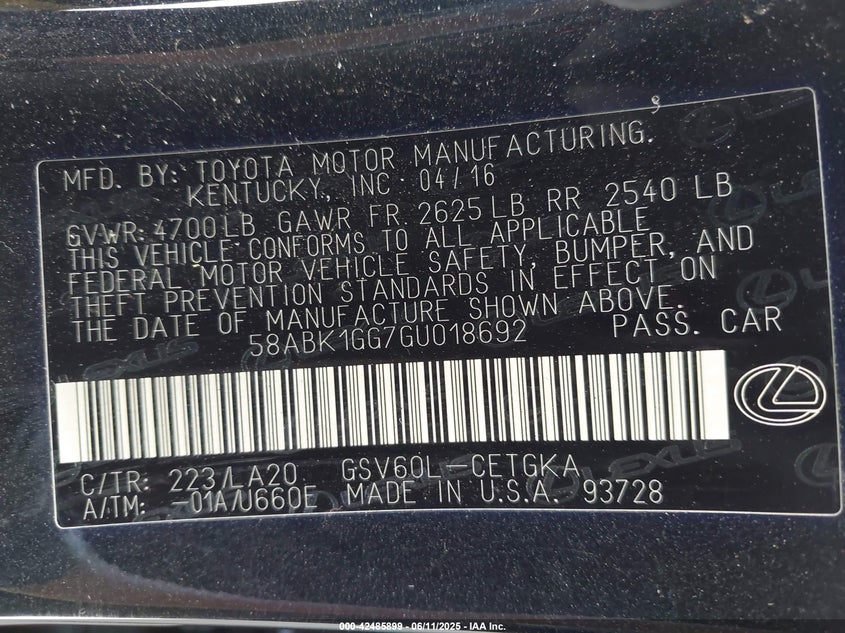 MFD. BY: TOYOTA MOTOR MANUFACTURING.
KENTUCKY, INC 04/16
GVWR: 4700LB GAWR FR 2625LB RR 2540 LB
THIS VEHICLE CONFORMS TO ALL APPLICABLE
FEDERAL MOTOR VEHICLE SAFETY, BUMPER, AND
THEFT PREVENTION STANDARDS IN EFFECT ON
THE DATE OF MANUFACTURE SHOWN ABOVE.
58ABK1GG7GU018692 PASS. CAR
C/TR: 223/LA20 GSV60L-CETGKA
A/TM: -01A/U660E MADE IN U.S.A. 93728
LEXUS
000-42485899 - 06/11/2025 - IAA Inc.